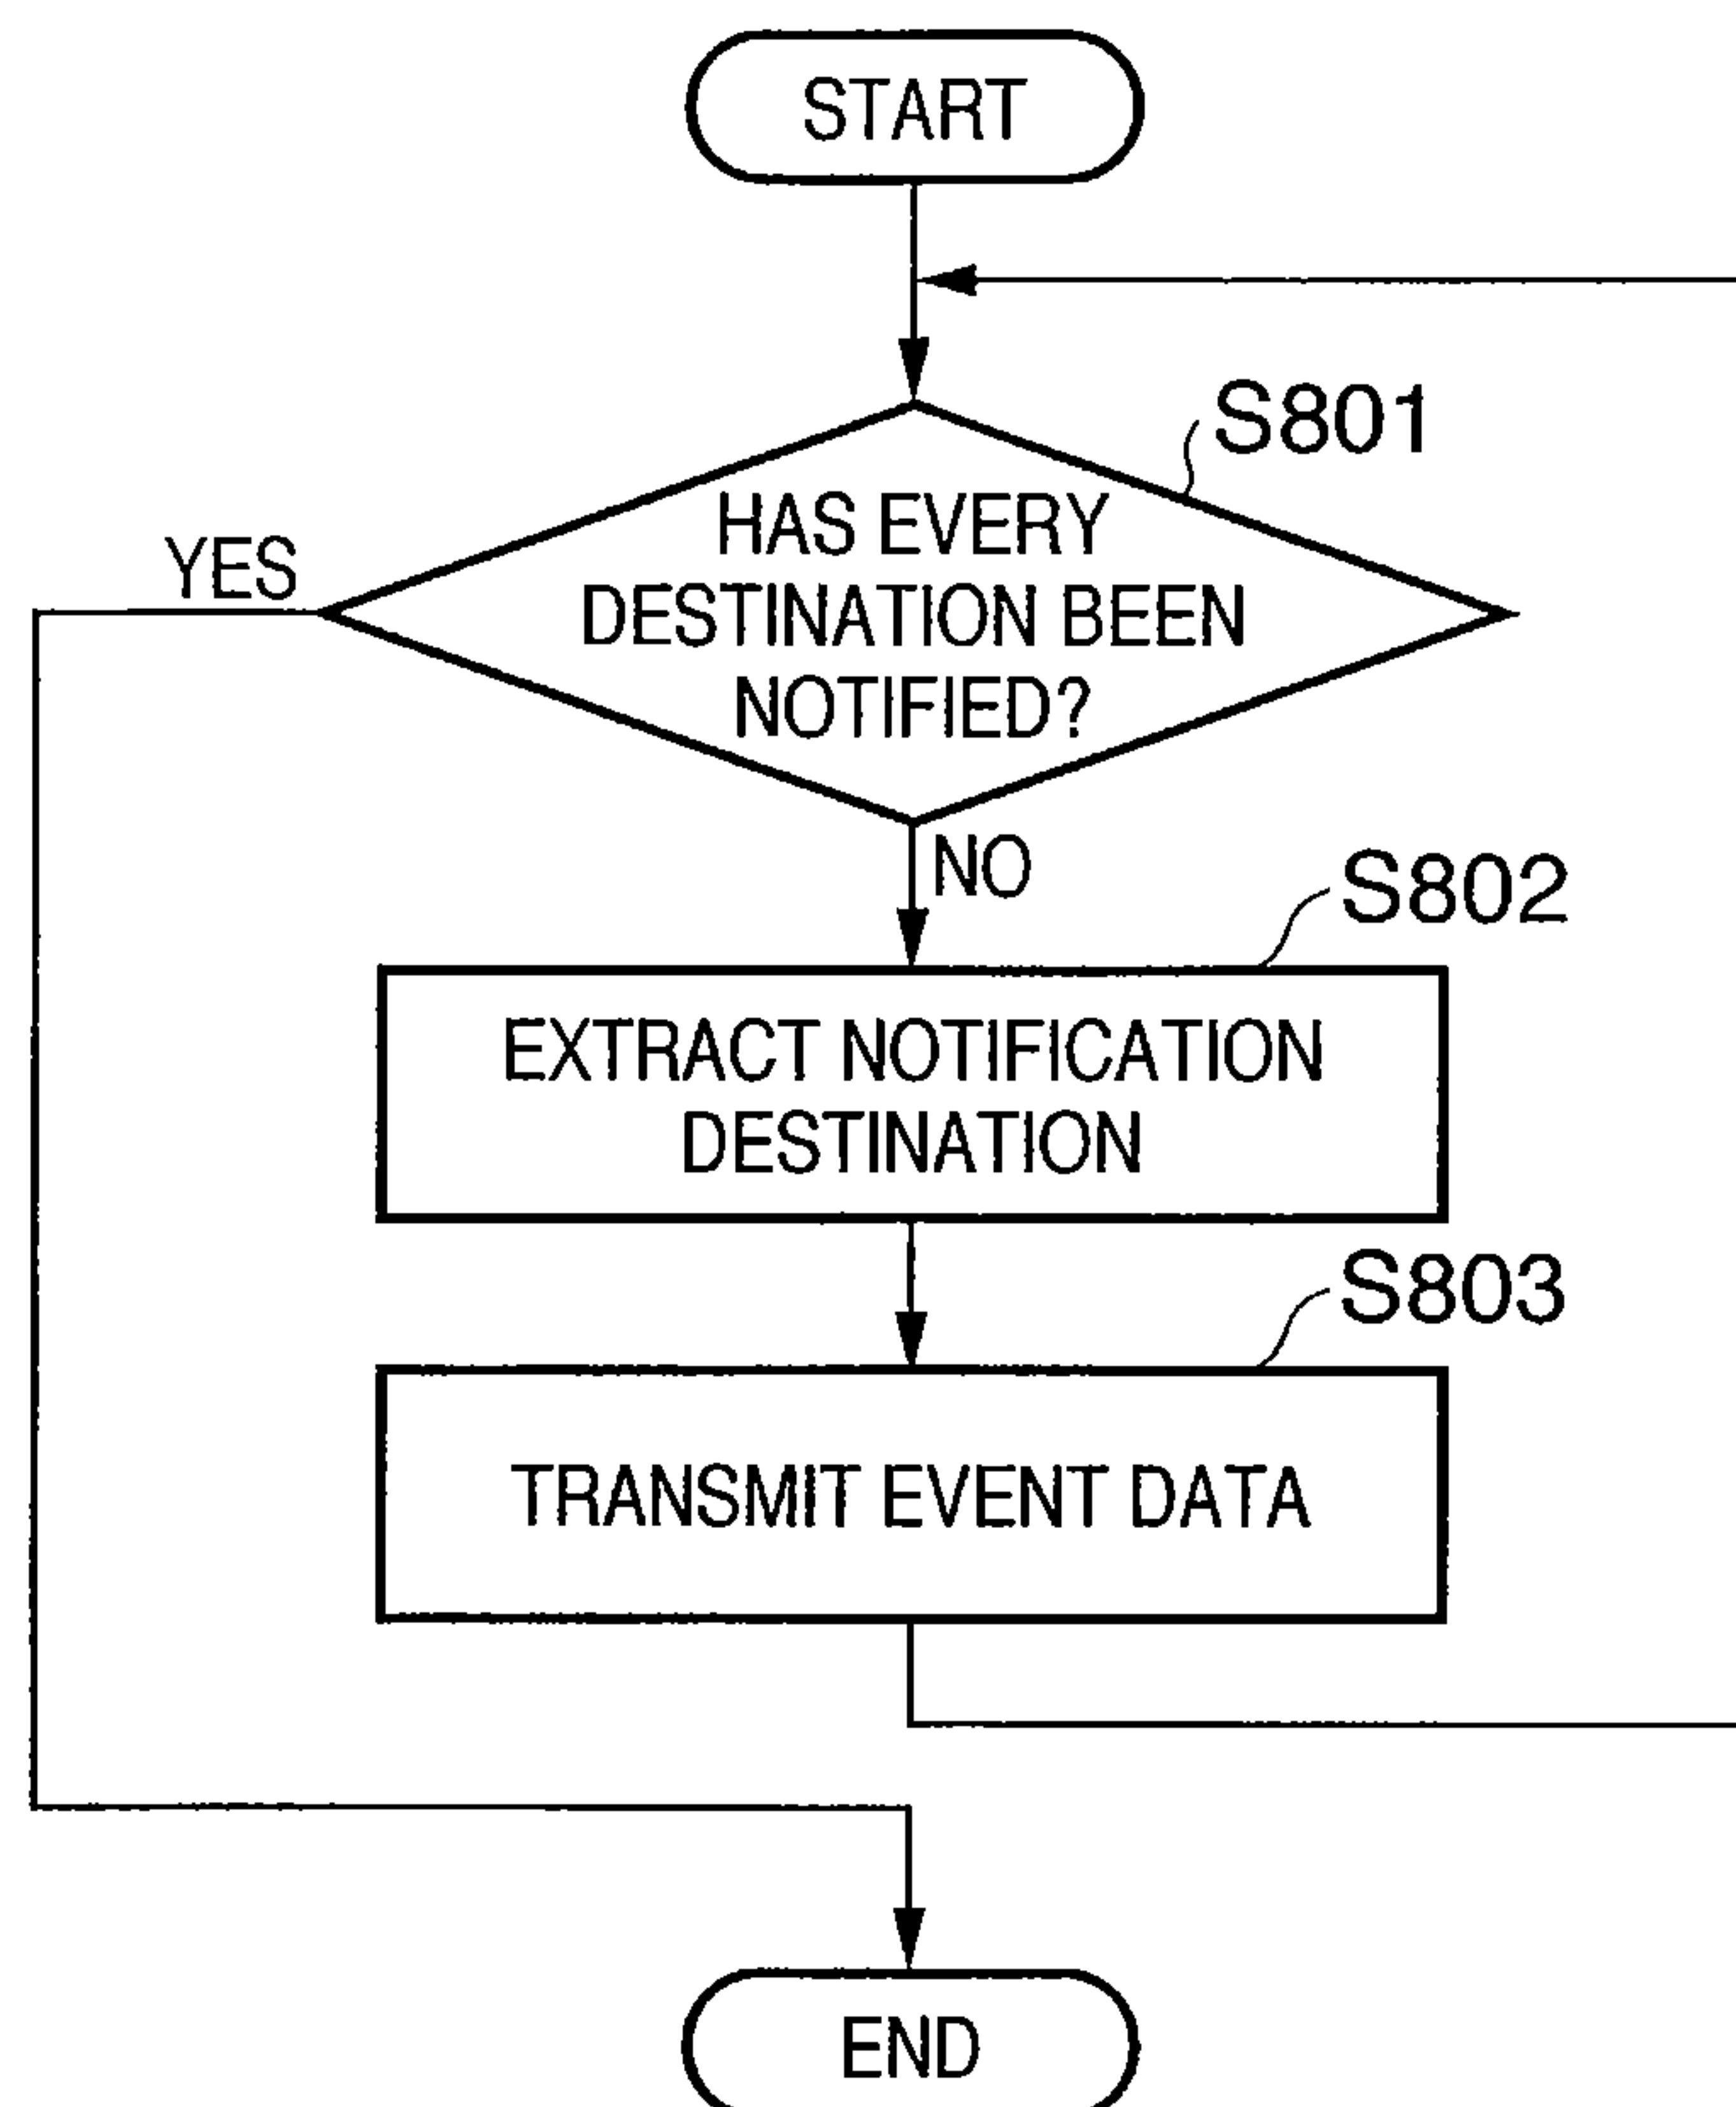 START
S801
HAS EVERY
DESTINATION BEEN
NOTIFIED?
YES
NO
S802
EXTRACT NOTIFICATION
DESTINATION
S803
TRANSMIT EVENT DATA
END